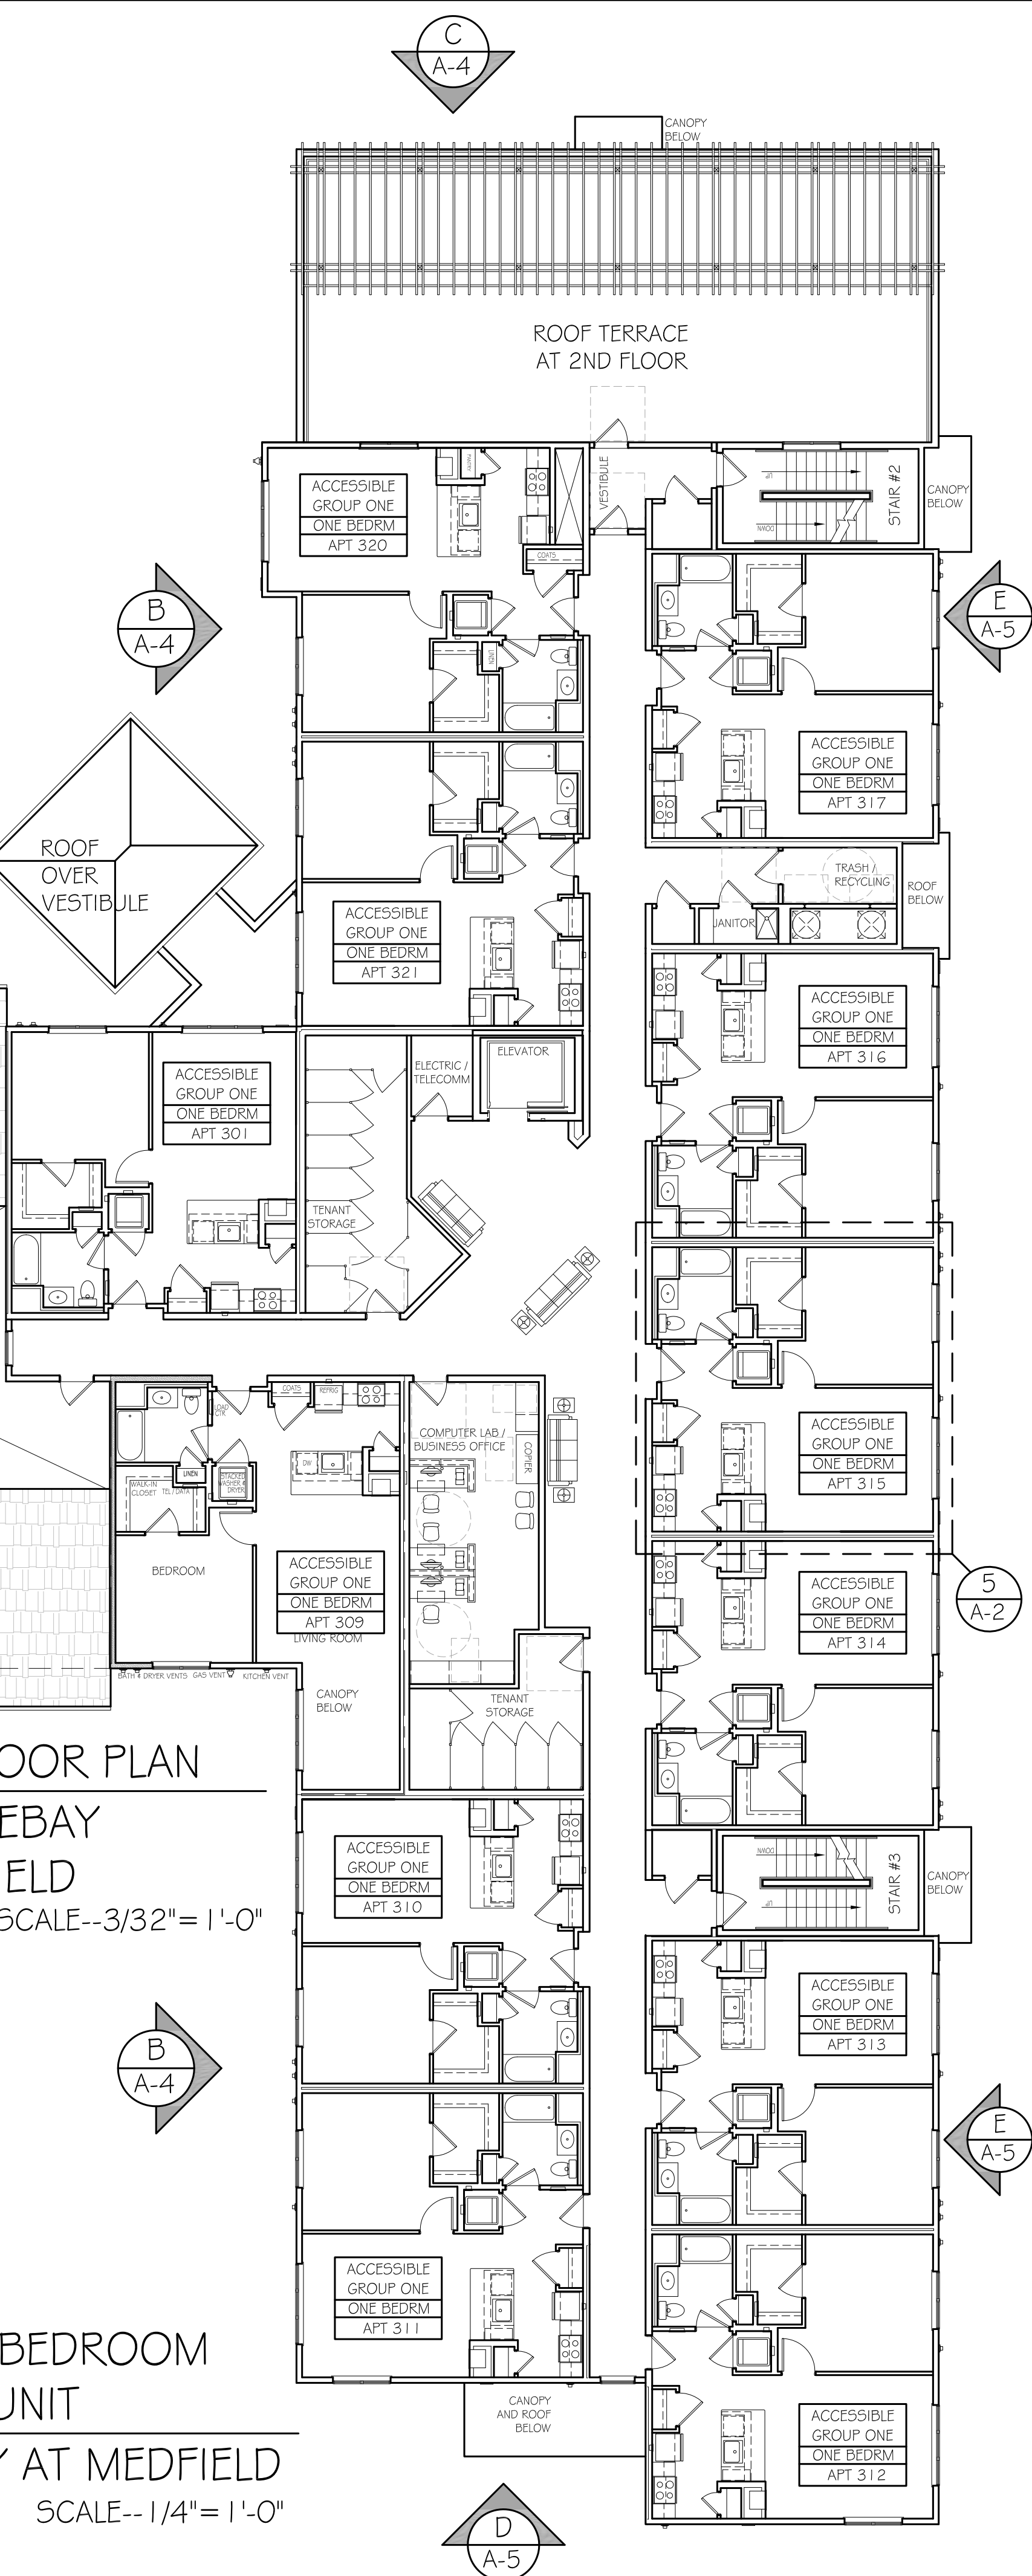 C
A-4
CANOPY
BELOW
ROOF TERRACE
AT 2ND FLOOR
ACCESSIBLE
GROUP ONE
ONE BEDRM
APT 320
PANTRY
COATS
LINEN
VESTIBULE
UP
DOWN
STAIR #2
CANOPY
BELOW
B
A-4
E
A-5
ACCESSIBLE
GROUP ONE
ONE BEDRM
APT 317
ROOF
OVER
VESTIBULE
TRASH /
RECYCLING
JANITOR
ROOF
BELOW
ACCESSIBLE
GROUP ONE
ONE BEDRM
APT 321
ACCESSIBLE
GROUP ONE
ONE BEDRM
APT 316
ACCESSIBLE
GROUP ONE
ONE BEDRM
APT 301
ELECTRIC /
TELECOMM
ELEVATOR
TENANT
STORAGE
LOAD
CTR
COATS
REFRIG
DW
LINEN
WALK-IN
CLOSET
TEL / DATA
STACKED
WASHER &
DRYER
BEDROOM
ACCESSIBLE
GROUP ONE
ONE BEDRM
APT 309
LIVING ROOM
BATH & DRYER VENTS
GAS VENT
KITCHEN VENT
COMPUTER LAB /
BUSINESS OFFICE
COPIER
ACCESSIBLE
GROUP ONE
ONE BEDRM
APT 315
5
A-2
ACCESSIBLE
GROUP ONE
ONE BEDRM
APT 314
CANOPY
BELOW
TENANT
STORAGE
OOR PLAN
EBAY
ELD
SCALE--3/32"=1'-0"
ACCESSIBLE
GROUP ONE
ONE BEDRM
APT 310
DOWN
UP
STAIR #3
CANOPY
BELOW
ACCESSIBLE
GROUP ONE
ONE BEDRM
APT 313
B
A-4
E
A-5
ACCESSIBLE
GROUP ONE
ONE BEDRM
APT 311
BEDROOM
UNIT
Y AT MEDFIELD
SCALE--1/4"=1'-0"
CANOPY
AND ROOF
BELOW
ACCESSIBLE
GROUP ONE
ONE BEDRM
APT 312
D
A-5